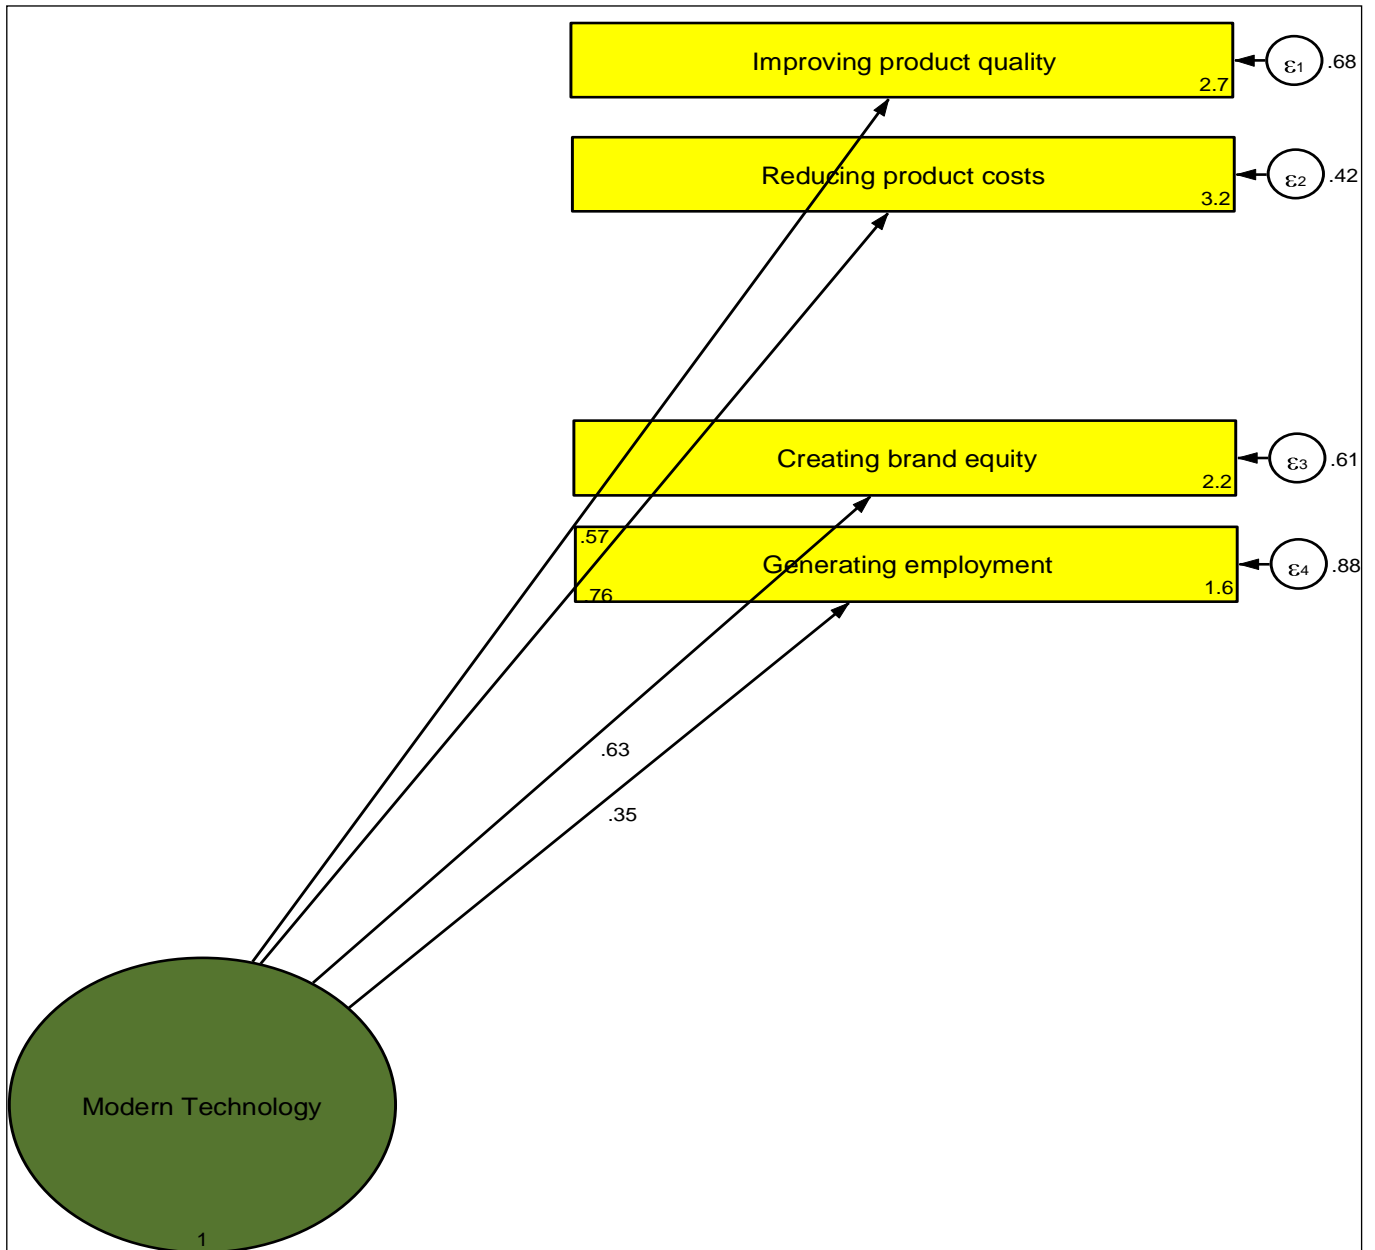 Improving product quality
2.7
ε1
.68
Reducing product costs
3.2
ε2
.42
Creating brand equity
2.2
ε3
.61
.57
Generating employment
.76
1.6
ε4
.88
.63
.35
Modern Technology
1